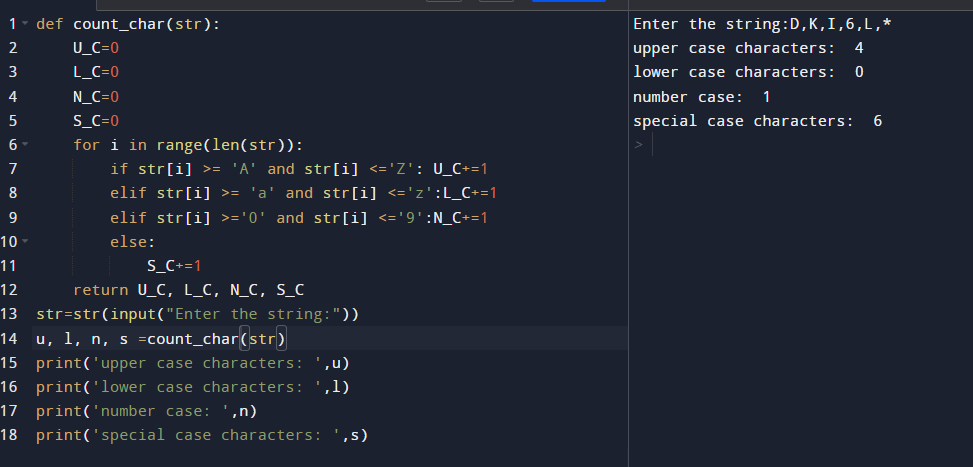 1 def count_char(str):
2     U_C=0
3     L_C=0
4     N_C=0
5     S_C=0
6     for i in range(len(str)):
7         if str[i] >= 'A' and str[i] <='Z': U_C+=1
8         elif str[i] >= 'a' and str[i] <='z':L_C+=1
9         elif str[i] >='0' and str[i] <='9':N_C+=1
10         else:
11             S_C+=1
12     return U_C, L_C, N_C, S_C
13 str=str(input("Enter the string:"))
14 u, l, n, s =count_char(str)
15 print('upper case characters: ',u)
16 print('lower case characters: ',l)
17 print('number case: ',n)
18 print('special case characters: ',s)
Enter the string:D,K,I,6,L,*
upper case characters:  4
lower case characters:  0
number case:  1
special case characters:  6
>